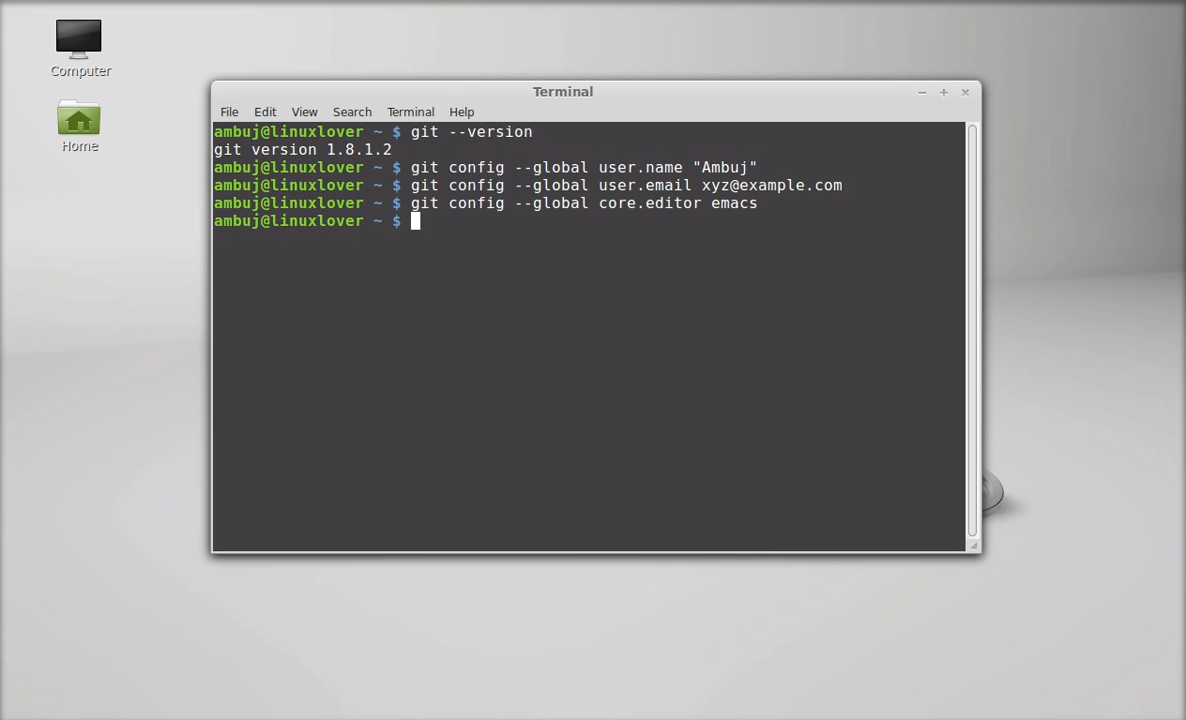 Computer
Home
Terminal
File Edit View Search Terminal Help
ambuj@linuxlover ~ $ git --version
git version 1.8.1.2
ambuj@linuxlover ~ $ git config --global user.name "Ambuj"
ambuj@linuxlover ~ $ git config --global user.email xyz@example.com
ambuj@linuxlover ~ $ git config --global core.editor emacs
ambuj@linuxlover ~ $